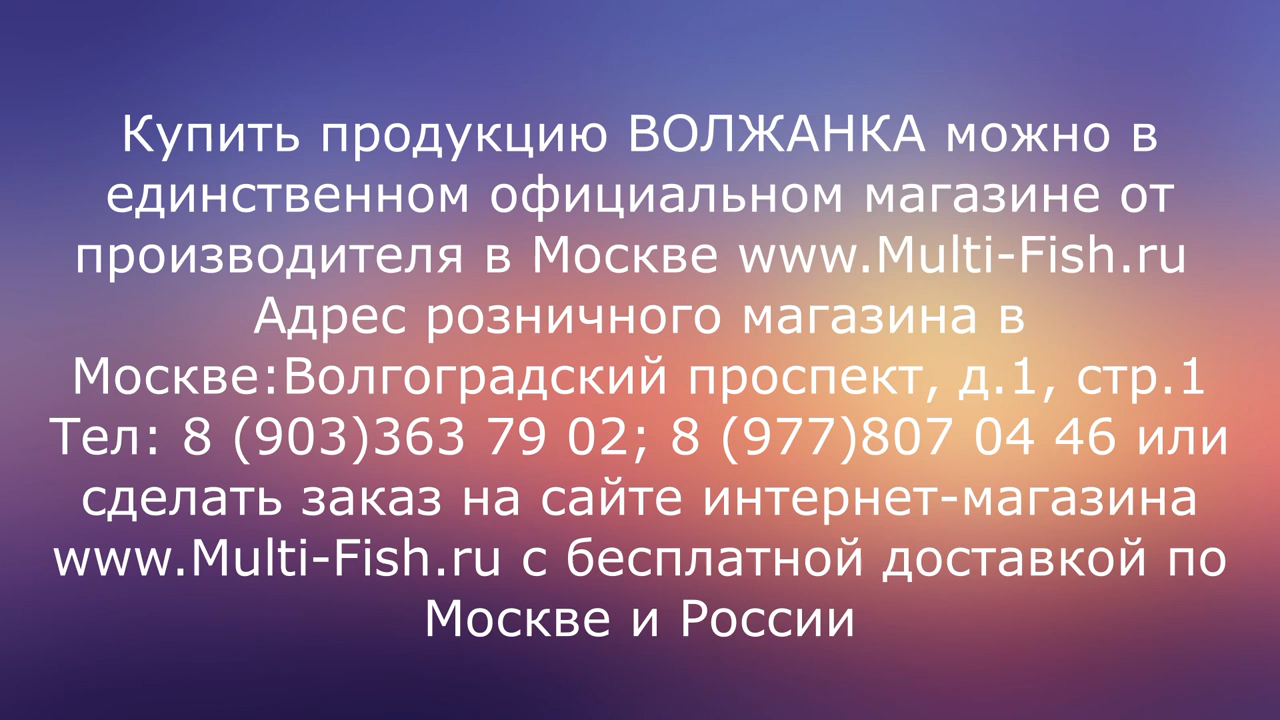 Купить продукцию ВОЛЖАНКА можно в
единственном официальном магазине от
производителя в Москве www.Multi-Fish.ru
Адрес розничного магазина в
Москве:Волгоградский проспект, д.1, стр.1
Тел: 8 (903)363 79 02; 8 (977)807 04 46 или
сделать заказ на сайте интернет-магазина
www.Multi-Fish.ru с бесплатной доставкой по
Москве и России